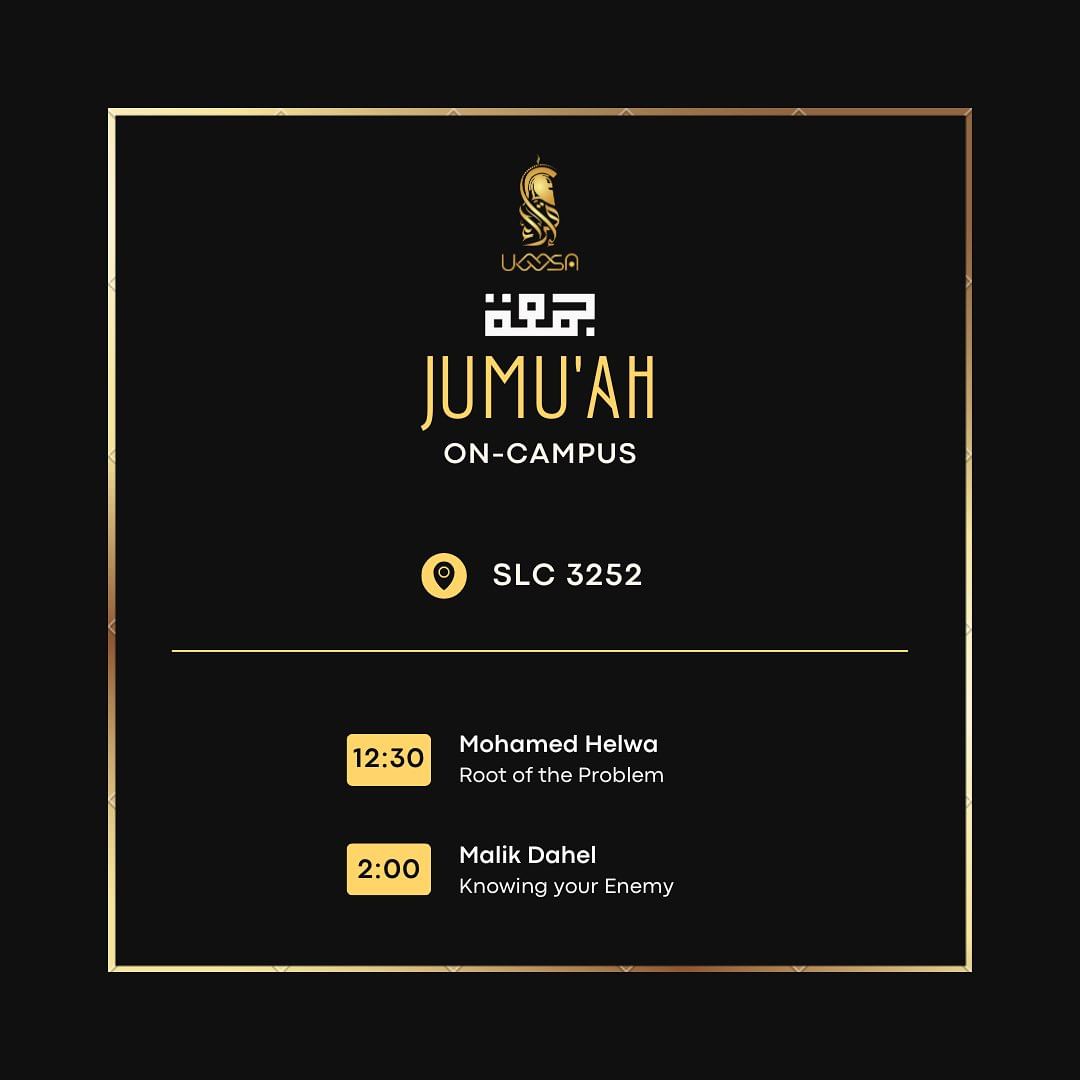 جمعة
JUMU'AH
ON-CAMPUS
SLC 3252
12:30
Mohamed Helwa
Root of the Problem
2:00
Malik Dahel
Knowing your Enemy